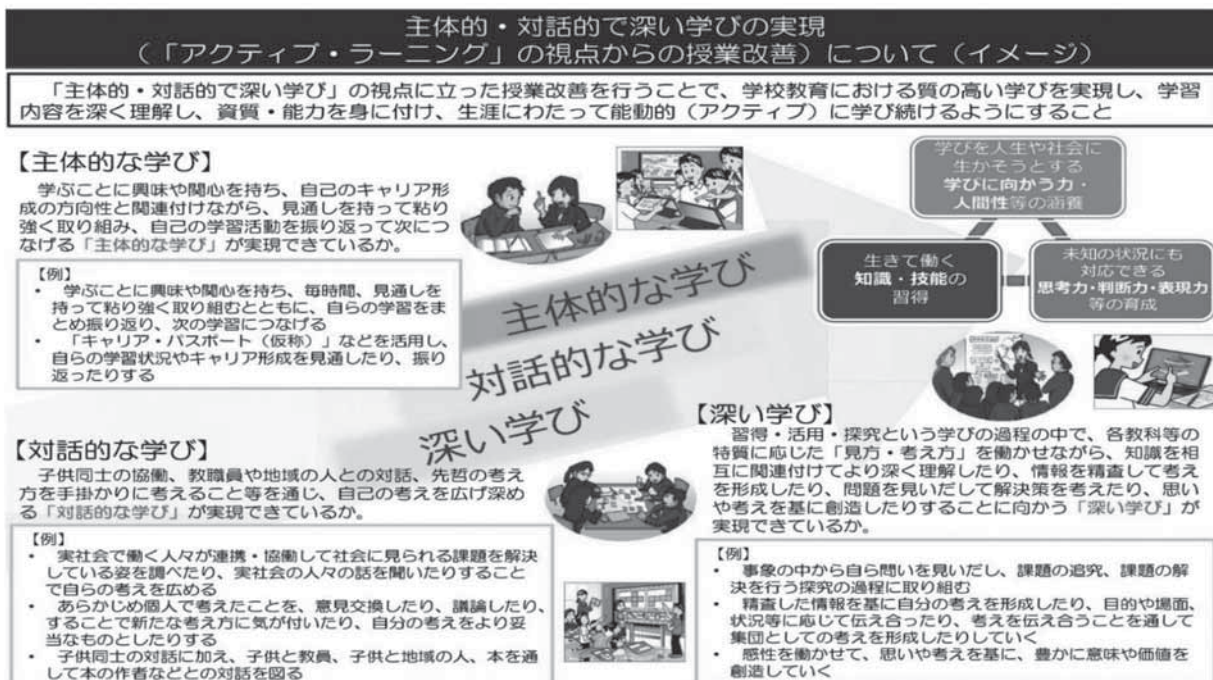 主体的・対話的で深い学びの実現
(「アクティブ・ラーニング」の視点からの授業改善)について(イメージ)
「主体的・対話的で深い学び」の視点に立った授業改善を行うことで、学校教育における質の高い学びを実現し、学習
内容を深く理解し、資質・能力を身に付け、生涯にわたって能動的(アクティブ)に学び続けるようにすること
【主体的な学び】
学ぶことに興味や関心を持ち、自己のキャリア形
成の方向性と関連付けながら、見通しを持って粘り
強く取り組み、自己の学習活動を振り返って次につ
なげる「主体的な学び」が実現できているか。
【例】
・ 学ぶことに興味や関心を持ち、毎時間、見通しを
持って粘り強く取り組むとともに、自らの学習をま
とめ振り返り、次の学習につなげる
・ 「キャリア・パスポート(仮称)」などを活用し、
自らの学習状況やキャリア形成を見通したり、振り
返ったりする
学びを人生や社会に
生かそうとする
学びに向かう力・
人間性等の涵養
生きて働く
知識・技能の
習得
未知の状況にも
対応できる
思考力・判断力・表現力
等の育成
主体的な学び
対話的な学び
深い学び
【対話的な学び】
子供同士の協働、教職員や地域の人との対話、先哲の考え
方を手掛かりに考えること等を通じ、自己の考えを広げ深め
る「対話的な学び」が実現できているか。
【例】
・ 実社会で働く人々が連携・協働して社会に見られる課題を解決
している姿を調べたり、実社会の人々の話を聞いたりすること
で自らの考えを広める
・ あらかじめ個人で考えたことを、意見交換したり、議論したり、
することで新たな考え方に気が付いたり、自分の考えをより妥
当なものとしたりする
・ 子供同士の対話に加え、子供と教員、子供と地域の人、本を通
して本の作者などとの対話を図る
【深い学び】
習得・活用・探究という学びの過程の中で、各教科等の
特質に応じた「見方・考え方」を働かせながら、知識を相
互に関連付けてより深く理解したり、情報を精査して考え
を形成したり、問題を見いだして解決策を考えたり、思い
や考えを基に創造したりすることに向かう「深い学び」が
実現できているか。
【例】
・ 事象の中から自ら問いを見いだし、課題の追究、課題の解
決を行う探究の過程に取り組む
・ 精査した情報を基に自分の考えを形成したり、目的や場面、
状況等に応じて伝え合ったり、考えを伝え合うことを通して
集団としての考えを形成したりしていく
・ 感性を働かせて、思いや考えを基に、豊かに意味や価値を
創造していく